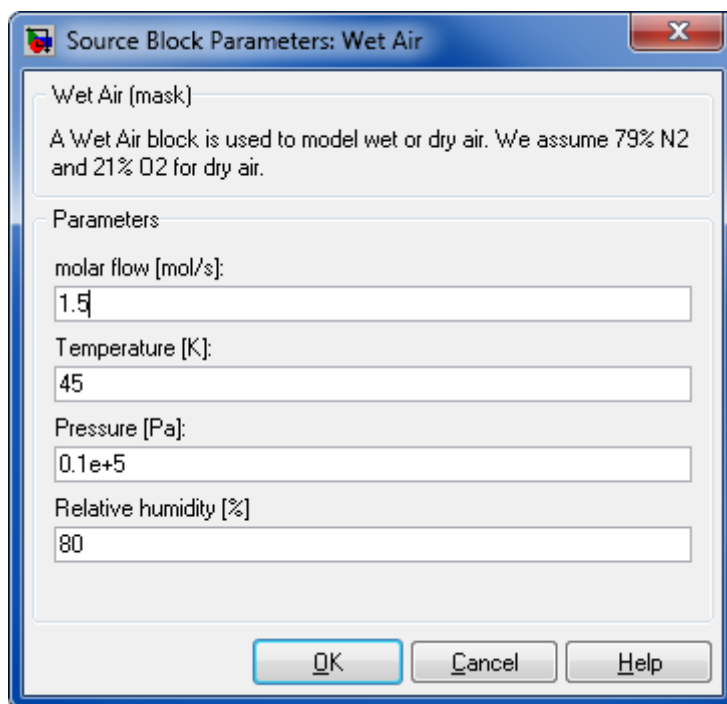 Source Block Parameters: Wet Air
Wet Air (mask)
A Wet Air block is used to model wet or dry air. We assume 79% N2
and 21% O2 for dry air.
Parameters
molar flow [mol/s]:
1.5
Temperature [K]:
45
Pressure [Pa]:
0.1e+5
Relative humidity [%]
80
OK Cancel Help